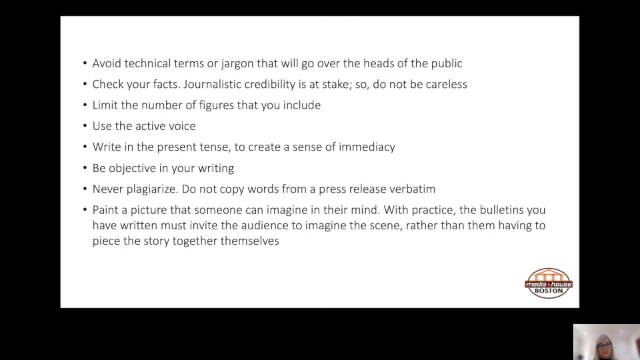 • Avoid technical terms or jargon that will go over the heads of the public
• Check your facts. Journalistic credibility is at stake; so, do not be careless
• Limit the number of figures that you include
• Use the active voice
• Write in the present tense, to create a sense of immediacy
• Be objective in your writing
• Never plagiarize. Do not copy words from a press release verbatim
• Paint a picture that someone can imagine in their mind. With practice, the bulletins you
have written must invite the audience to imagine the scene, rather than them having to
piece the story together themselves
media house
BOSTON